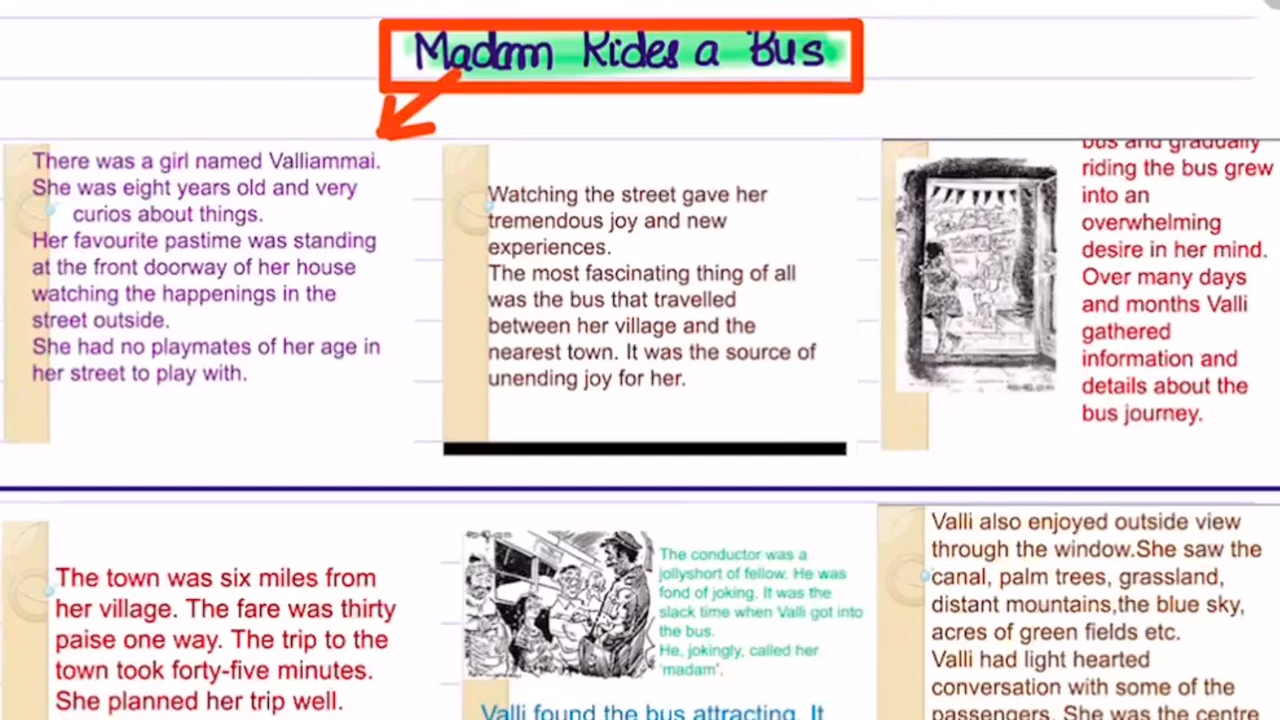 Madam Rides a Bus
There was a girl named Valliammai.
She was eight years old and very
curios about things.
Her favourite pastime was standing
at the front doorway of her house
watching the happenings in the
street outside.
She had no playmates of her age in
her street to play with.
Watching the street gave her
tremendous joy and new
experiences.
The most fascinating thing of all
was the bus that travelled
between her village and the
nearest town. It was the source of
unending joy for her.
bus and gradually
riding the bus grew
into an
overwhelming
desire in her mind.
Over many days
and months Valli
gathered
information and
details about the
bus journey.
The town was six miles from
her village. The fare was thirty
paise one way. The trip to the
town took forty-five minutes.
She planned her trip well.
The conductor was a
jollyshort of fellow. He was
fond of joking. It was the
slack time when Valli got into
the bus.
He, jokingly, called her
'madam'.
Valli found the bus attracting. It
Valli also enjoyed outside view
through the window.She saw the
canal, palm trees, grassland,
distant mountains,the blue sky,
acres of green fields etc.
Valli had light hearted
conversation with some of the
passengers. She was the centre